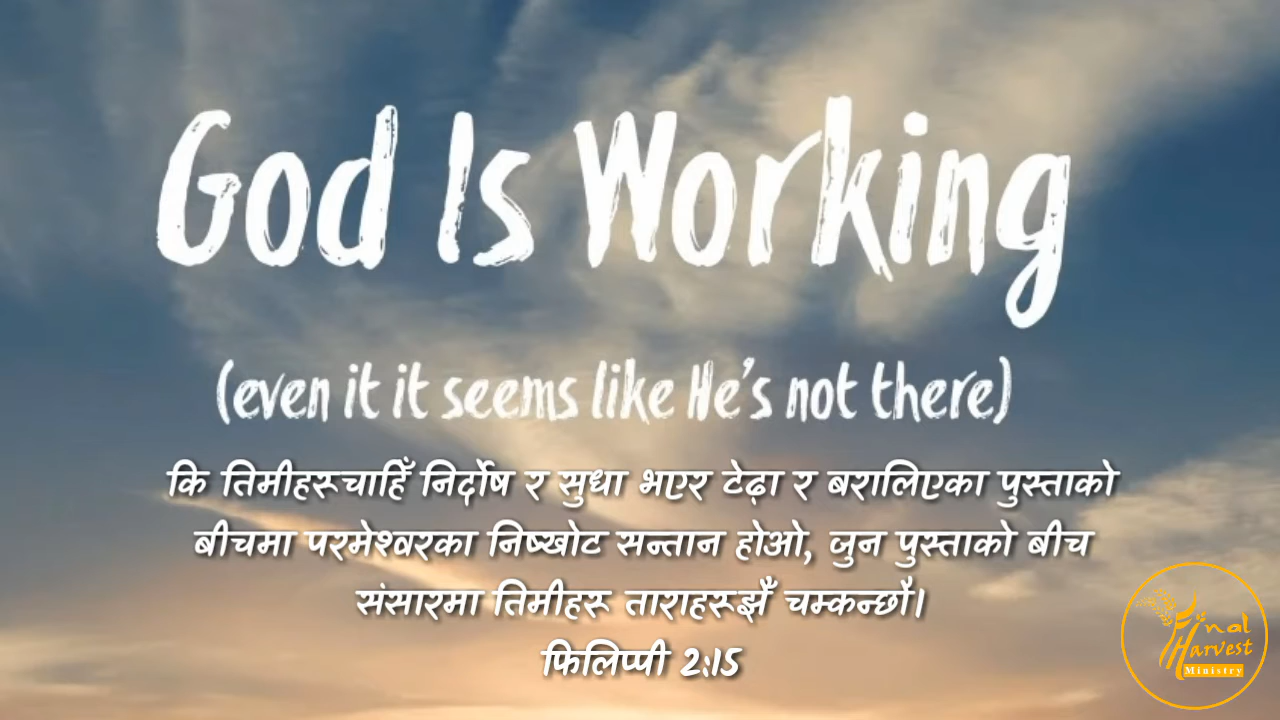 God Is Working
(even it it seems like He's not there)
कि तिमीहरूचाहिँ निर्दोष र सुधा भएर टेढ़ा र बरालिएका पुस्ताको
बीचमा परमेश्वरका निष्खोट सन्तान होओ, जुन पुस्ताको बीच
संसारमा तिमीहरू ताराहरूझैँ चम्कन्छौ।
फिलिप्पी 2:15
Final
Harvest
Ministry